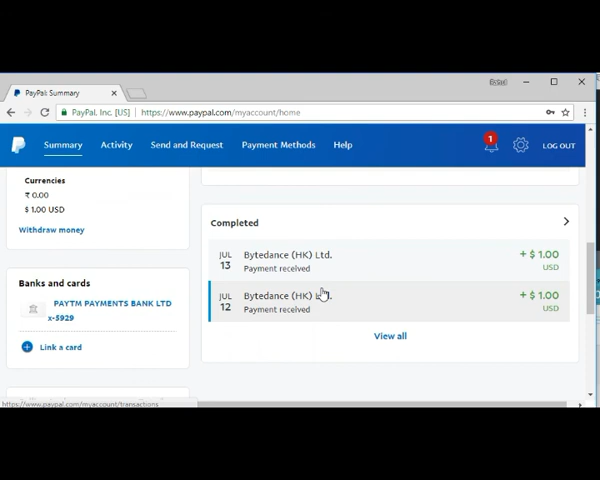 PayPal: Summary
PayPal, Inc. [US]
https://www.paypal.com/myaccount/home
Summary
Activity
Send and Request
Payment Methods
Help
1
LOG OUT
Currencies
₹ 0.00
$ 1.00 USD
Withdraw money
Banks and cards
PAYTM PAYMENTS BANK LTD
x-5929
Link a card
Completed
JUL
13
Bytedance (HK) Ltd.
Payment received
+ $ 1.00
USD
JUL
12
Bytedance (HK)
Payment received
+ $ 1.00
USD
View all
https://www.paypal.com/myaccount/transactions